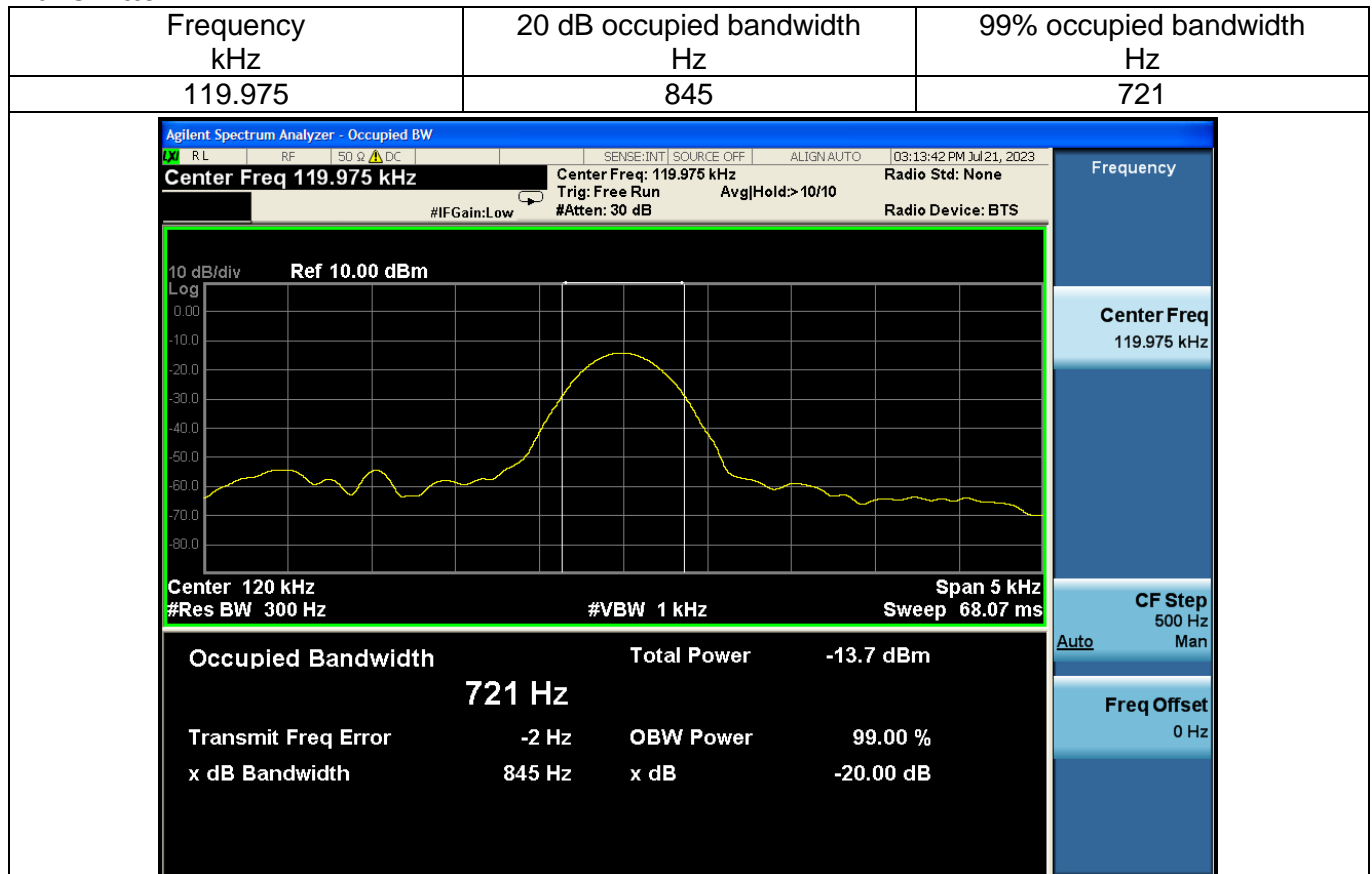 Frequency 20 dB occupied bandwidth 99% occupied bandwidth
kHz Hz Hz
119.975 845 721
Agilent Spectrum Analyzer - Occupied BW
LXI RL RF 50 Ω DC SENSE:INT SOURCE OFF ALIGN AUTO 03:13:42 PM Jul 21, 2023
Center Freq 119.975 kHz Center Freq: 119.975 kHz Radio Std: None Frequency
Trig: Free Run Avg|Hold:>10/10
#IFGain:Low #Atten: 30 dB Radio Device: BTS
10 dB/div Ref 10.00 dBm
Log
0.00
-10.0
-20.0
-30.0
-40.0
-50.0
-60.0
-70.0
-80.0
Center Freq
119.975 kHz
Center 120 kHz Span 5 kHz
#Res BW 300 Hz #VBW 1 kHz Sweep 68.07 ms
CF Step
500 Hz
Auto Man
Occupied Bandwidth Total Power -13.7 dBm
721 Hz
Transmit Freq Error -2 Hz OBW Power 99.00 %
x dB Bandwidth 845 Hz x dB -20.00 dB
Freq Offset
0 Hz